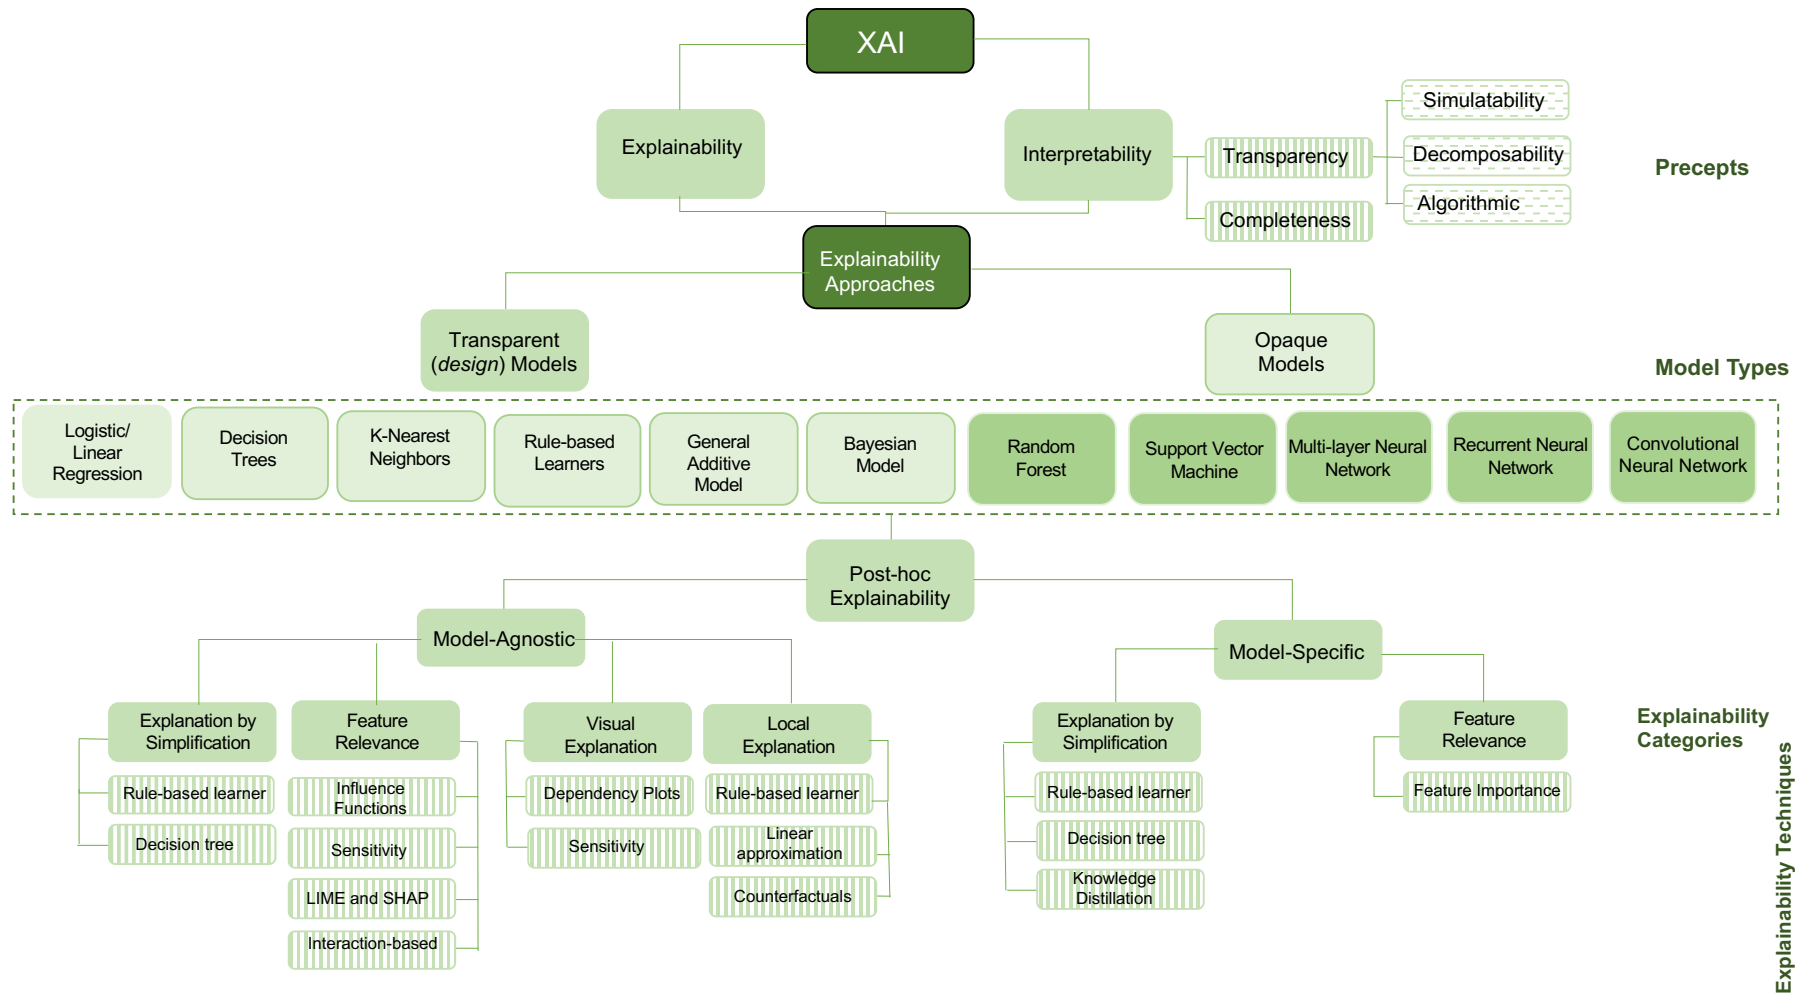 XAI
Explainability
Interpretability
Transparency
Completeness
Simulatability
Decomposability
Algorithmic
Precepts
Explainability
Approaches
Transparent
(design) Models
Opaque
Models
Model Types
Logistic/
Linear
Regression
Decision
Trees
K-Nearest
Neighbors
Rule-based
Learners
General
Additive
Model
Bayesian
Model
Random
Forest
Support Vector
Machine
Multi-layer Neural
Network
Recurrent Neural
Network
Convolutional
Neural Network
Post-hoc
Explainability
Model-Agnostic
Model-Specific
Explanation by
Simplification
Rule-based learner
Decision tree
Feature
Relevance
Influence
Functions
Sensitivity
LIME and SHAP
Interaction-based
Visual
Explanation
Dependency Plots
Sensitivity
Local
Explanation
Rule-based learner
Linear
approximation
Counterfactuals
Explanation by
Simplification
Rule-based learner
Decision tree
Knowledge
Distillation
Feature
Relevance
Feature Importance
Explainability
Categories
Explainability Techniques